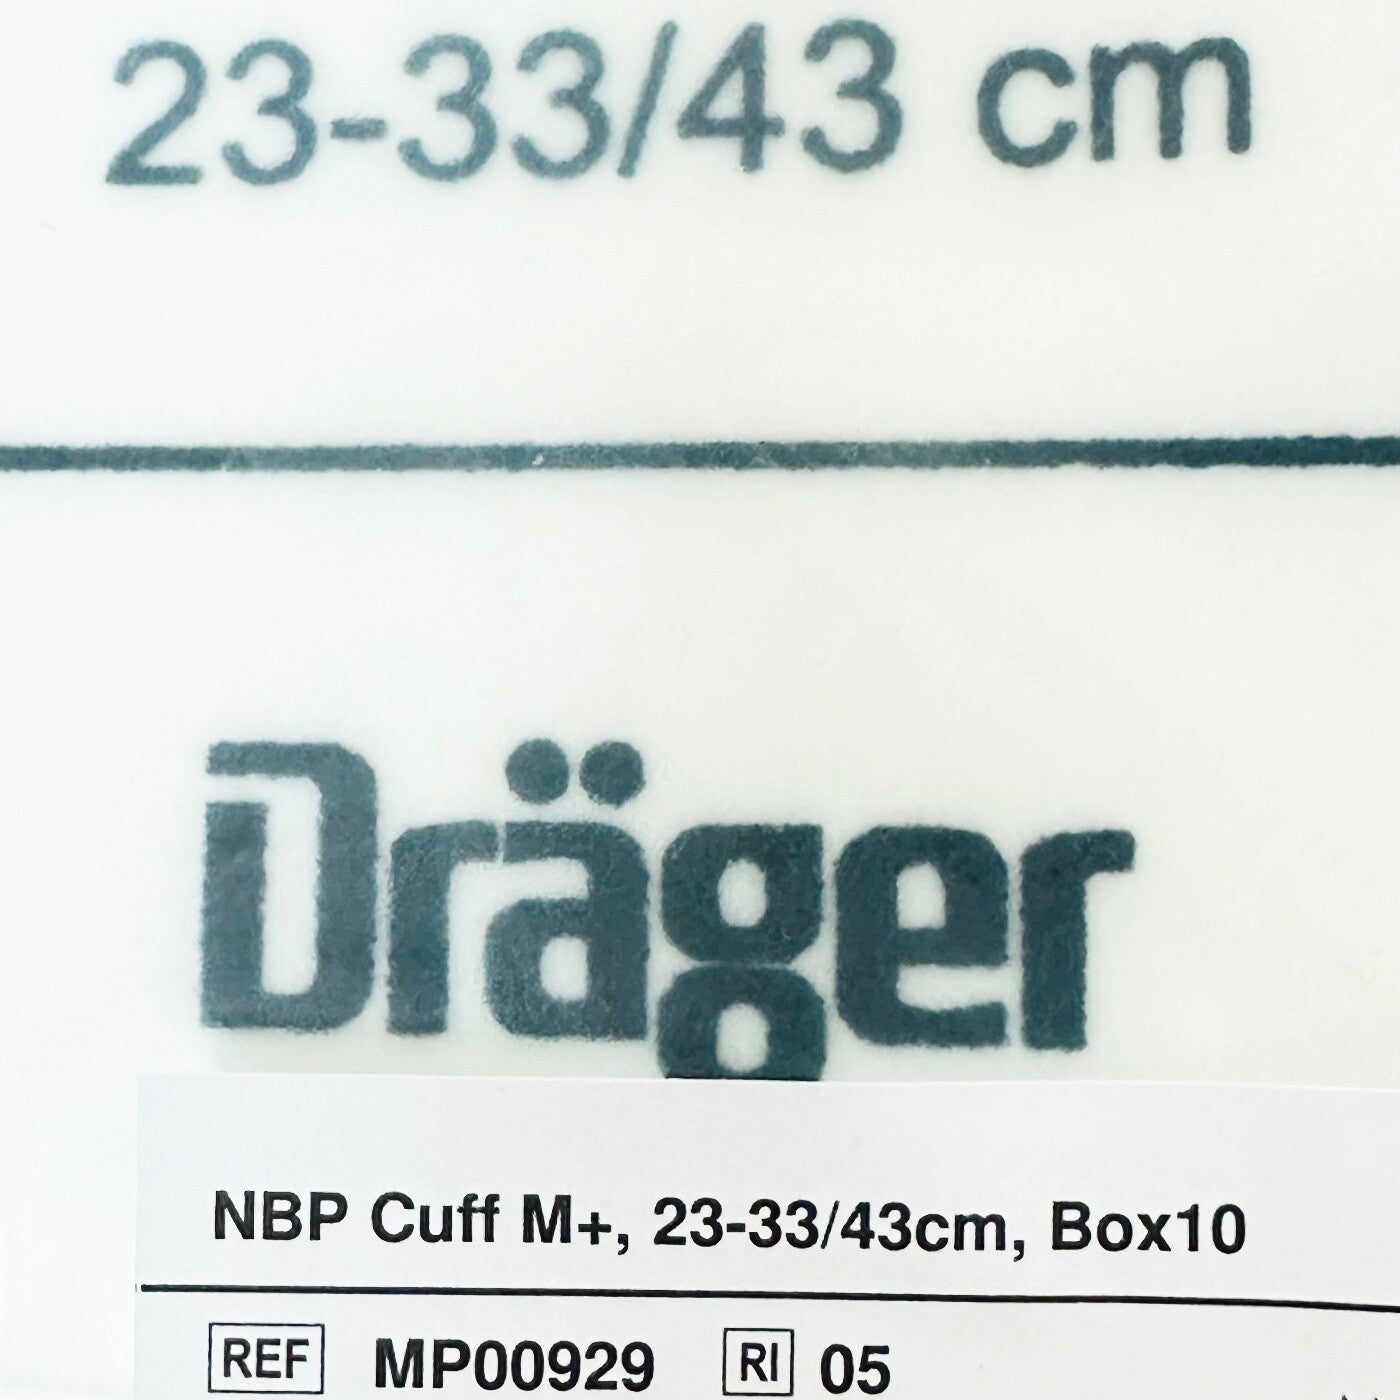 23-33/43 cm
Dräger
NBP Cuff M+, 23-33/43cm, Box10
REF MP00929 RI 05